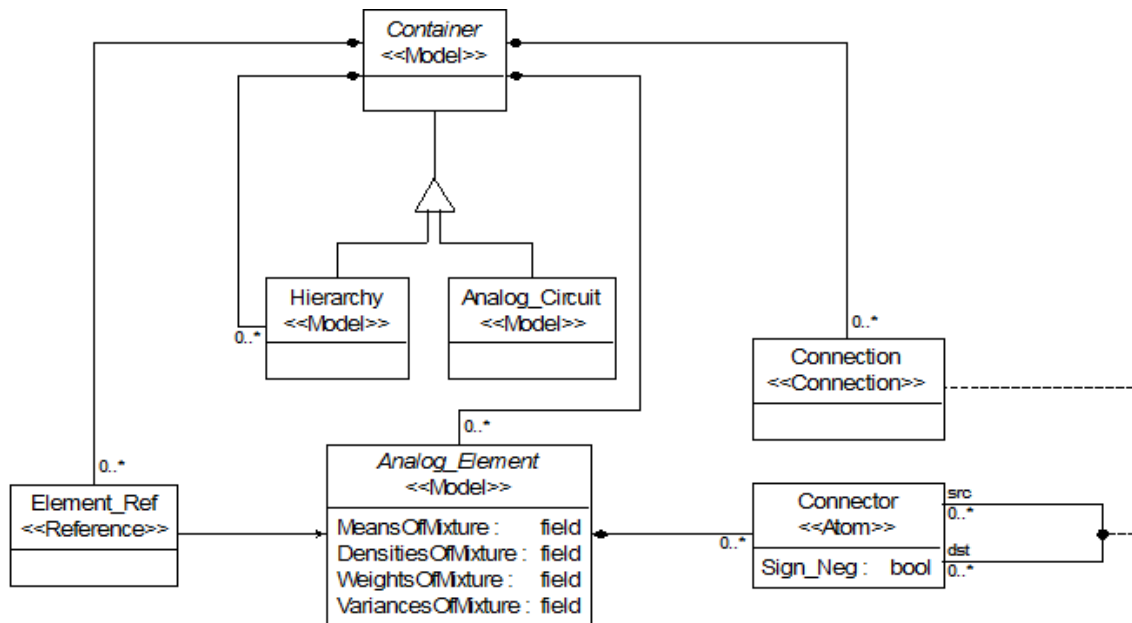 Container
<<Model>>
Hierarchy
<<Model>>
0..*
Analog_Circuit
<<Model>>
0..*
Connection
<<Connection>>
0..*
Analog_Element
<<Model>>
MeansOfMixture : field
DensitiesOfMixture : field
WeightsOfMixture : field
VariancesOfMixture : field
0..*
Element_Ref
<<Reference>>
0..*
Connector
<<Atom>>
Sign_Neg : bool
src
0..*
dst
0..*